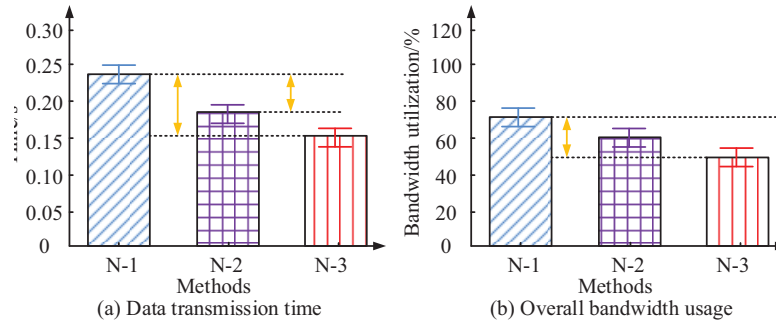 0.30
0.25
0.20
0.15
0.10
0.05
0
N-1 N-2 N-3
Methods
(a) Data transmission time
Bandwidth utilization/%
120
100
80
60
40
20
0
N-1 N-2 N-3
Methods
(b) Overall bandwidth usage